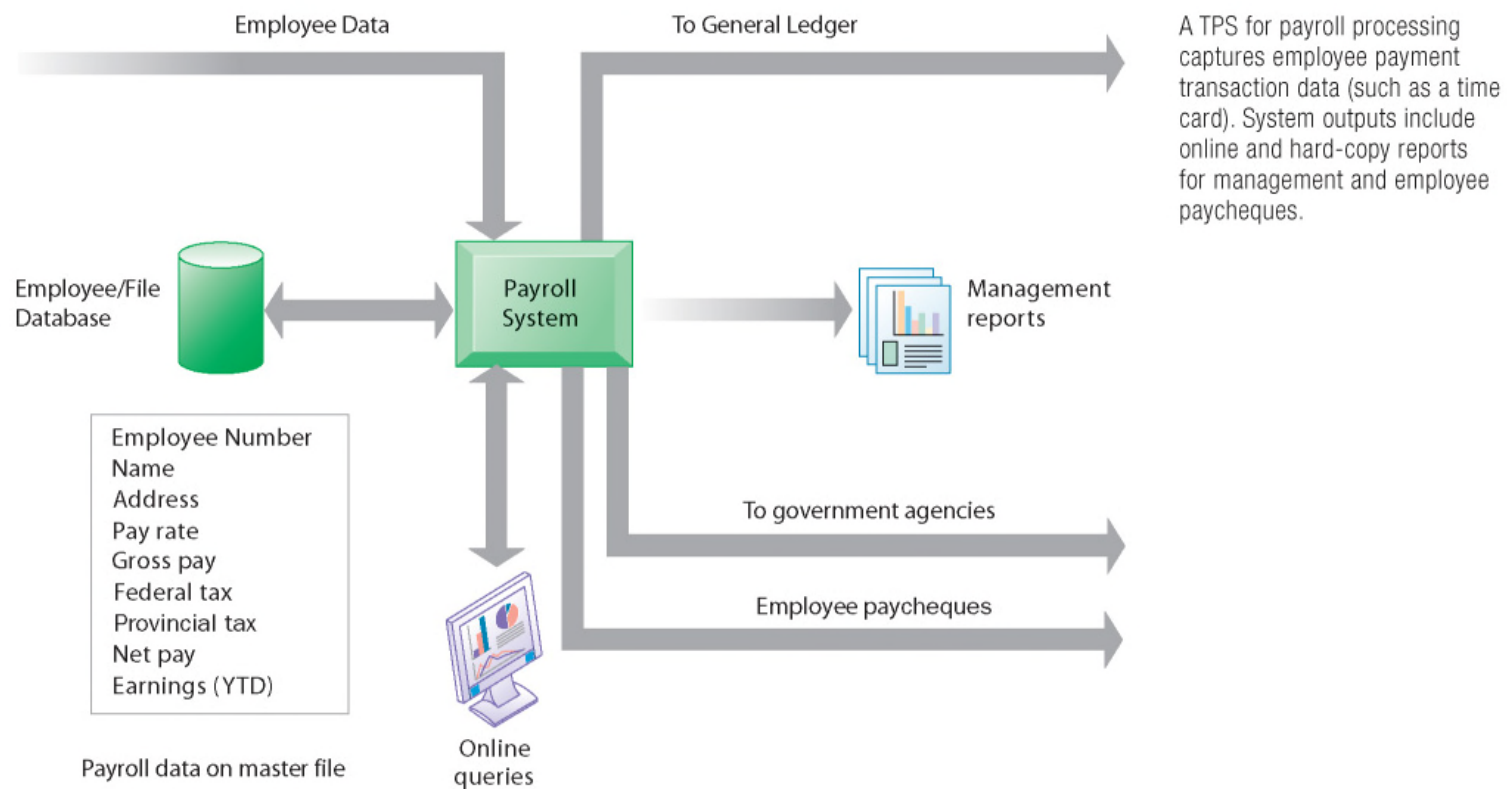 Employee Data
To General Ledger
A TPS for payroll processing
captures employee payment
transaction data (such as a time
card). System outputs include
online and hard-copy reports
for management and employee
paycheques.
Employee/File
Database
Payroll
System
Management
reports
Employee Number
Name
Address
Pay rate
Gross pay
Federal tax
Provincial tax
Net pay
Earnings (YTD)
To government agencies
Employee paycheques
Online
queries
Payroll data on master file